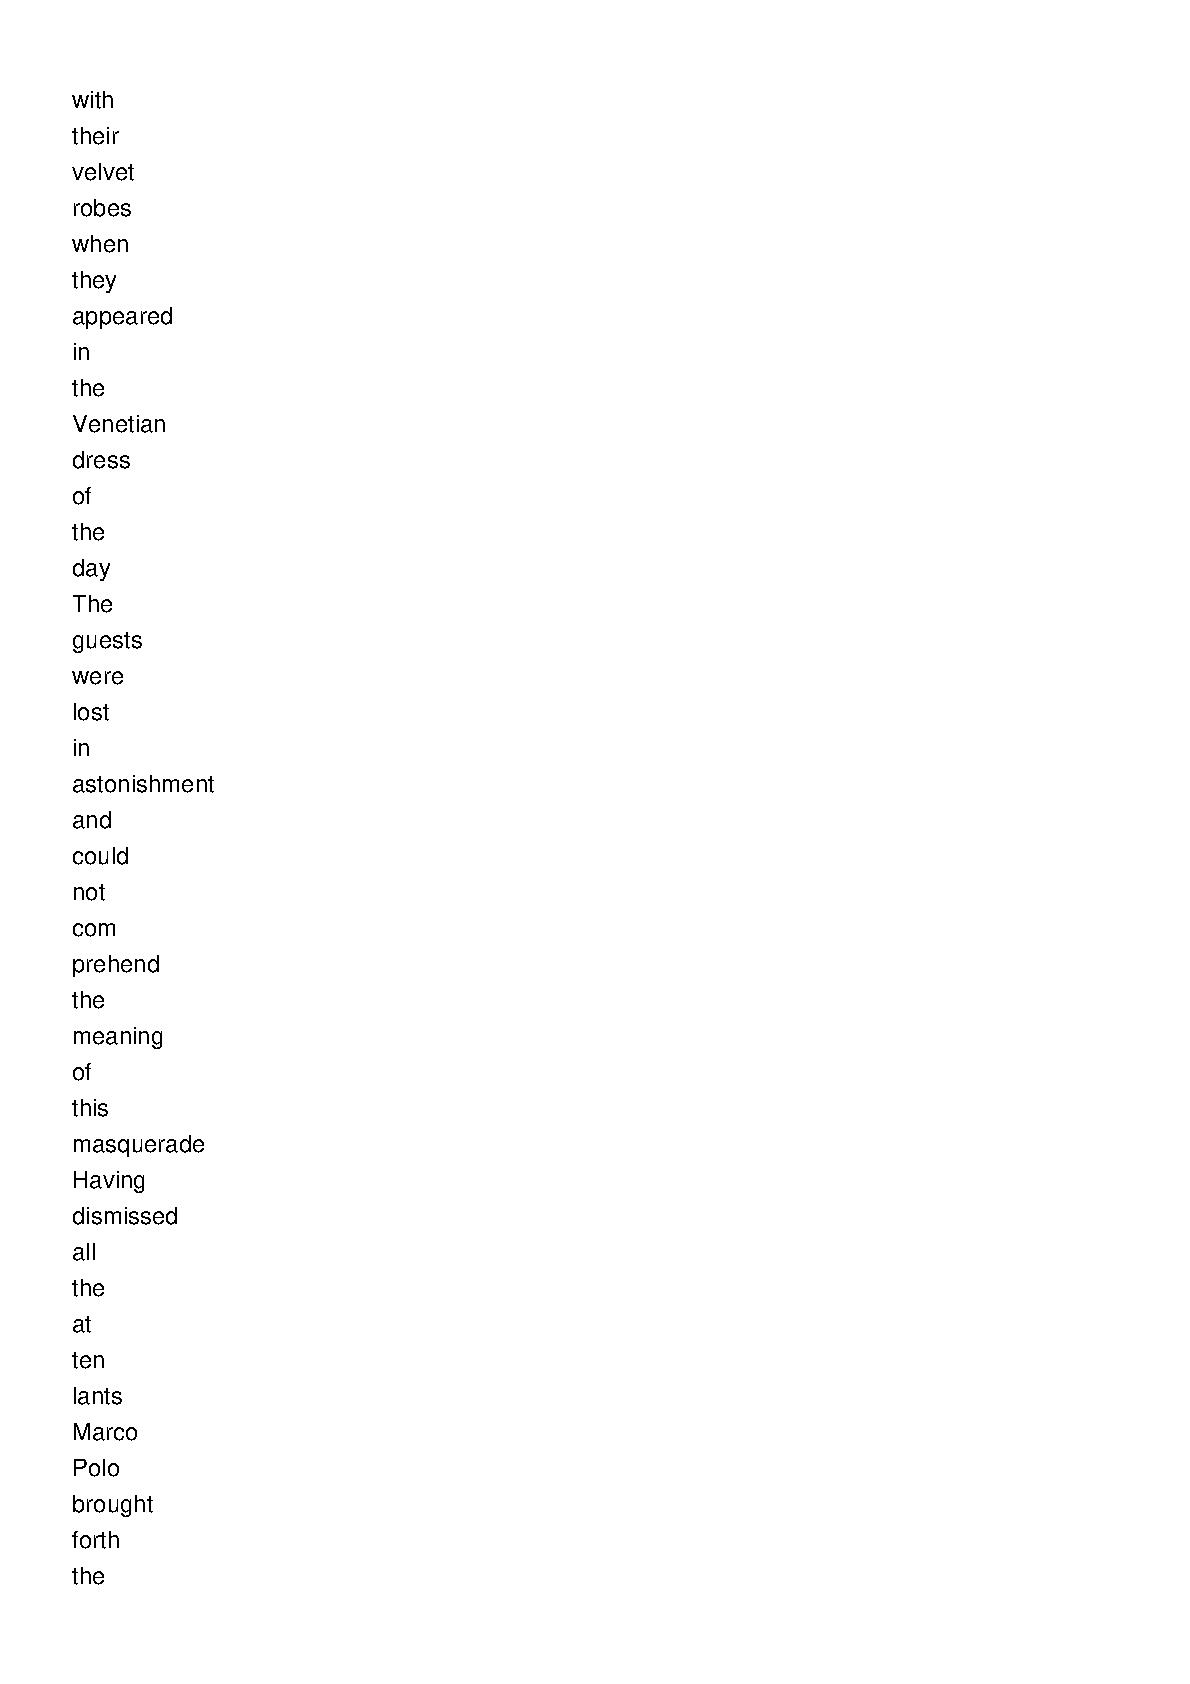 with
their
velvet
robes
when
they
appeared
in
the
Venetian
dress
of
the
day
The
guests
were
lost
in
astonishment
and
could
not
com
prehend
the
meaning
of
this
masquerade
Having
dismissed
all
the
at
ten
lants
Marco
Polo
brought
forth
the